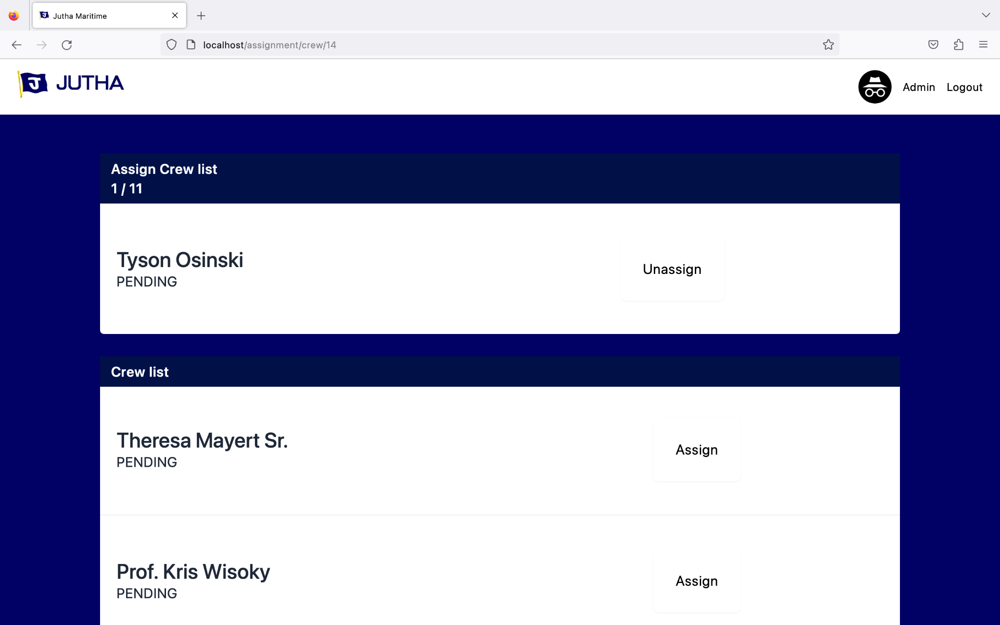 Jutha Maritime
localhost/assignment/crew/14
J JUTHA
Admin Logout
Assign Crew list
1 / 11
Tyson Osinski
PENDING
Unassign
Crew list
Theresa Mayert Sr.
PENDING
Assign
Prof. Kris Wisoky
PENDING
Assign